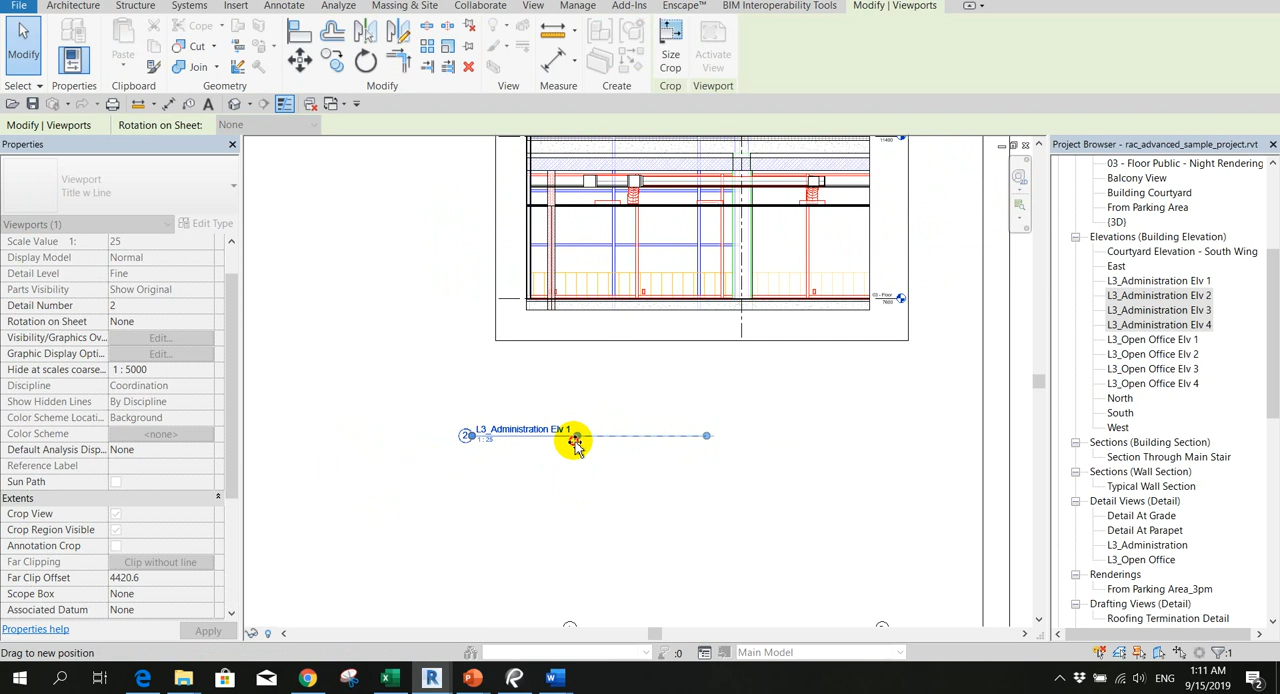 File Architecture Structure Systems Insert Annotate Analyze Massing & Site Collaborate View Manage Add-Ins Enscape™ BIM Interoperability Tools Modify | Viewports
Cope
Cut
Join
Modify
Paste
Size
Crop
Activate
View
Select Properties Clipboard Geometry Modify View Measure Create Crop Viewport
Modify | Viewports Rotation on Sheet: None
Properties
Viewport
Title w Line
Viewports (1) Edit Type
Scale Value 1: 25
Display Model Normal
Detail Level Fine
Parts Visibility Show Original
Detail Number 2
Rotation on Sheet None
Visibility/Graphics Ov... Edit...
Graphic Display Opti... Edit...
Hide at scales coarse... 1 : 5000
Discipline Coordination
Show Hidden Lines By Discipline
Color Scheme Locati... Background
Color Scheme <none>
Default Analysis Disp... None
Reference Label
Sun Path
Extents
Crop View
Crop Region Visible
Annotation Crop
Far Clipping Clip without line
Far Clip Offset 4420.6
Scope Box None
Associated Datum None
Properties help Apply
11400
03 - Floor
7600
2 L3_Administration Elv 1
1 : 25
Project Browser - rac_advanced_sample_project.rvt
03 - Floor Public - Night Rendering
Balcony View
Building Courtyard
From Parking Area
{3D}
Elevations (Building Elevation)
Courtyard Elevation - South Wing
East
L3_Administration Elv 1
L3_Administration Elv 2
L3_Administration Elv 3
L3_Administration Elv 4
L3_Open Office Elv 1
L3_Open Office Elv 2
L3_Open Office Elv 3
L3_Open Office Elv 4
North
South
West
Sections (Building Section)
Section Through Main Stair
Sections (Wall Section)
Typical Wall Section
Detail Views (Detail)
Detail At Grade
Detail At Parapet
L3_Administration
L3_Open Office
Renderings
From Parking Area_3pm
Drafting Views (Detail)
Roofing Termination Detail
Drag to new position :0 Main Model :1
ENG 1:11 AM
9/15/2019